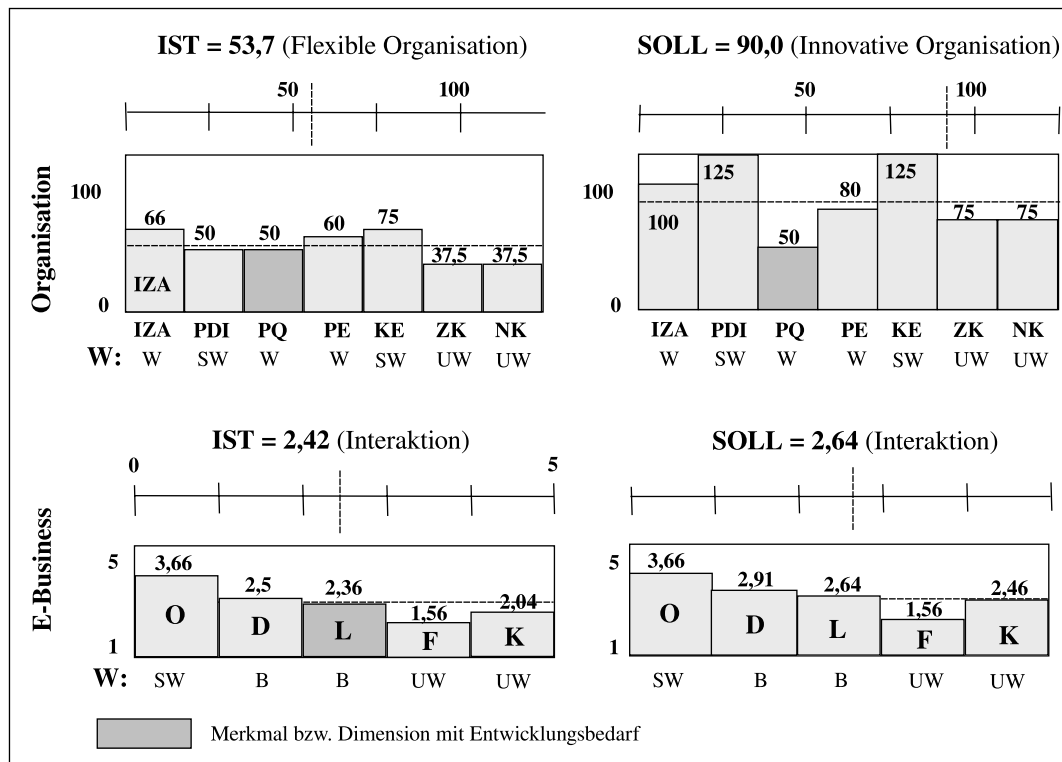 IST = 53,7 (Flexible Organisation)
SOLL = 90,0 (Innovative Organisation)
50 100
50 100
Organisation
100
0
66 50 50 60 75 37,5 37,5
IZA
IZA PDI PQ PE KE ZK NK
W: W SW W W SW UW UW
100
0
100 125 50 80 125 75 75
IZA PDI PQ PE KE ZK NK
W SW W W SW UW UW
IST = 2,42 (Interaktion)
SOLL = 2,64 (Interaktion)
0 5
E-Business
5
1
3,66 2,5 2,36 1,56 2,04
O D L F K
W: SW B B UW UW
5
1
3,66 2,91 2,64 1,56 2,46
O D L F K
SW B B UW UW
Merkmal bzw. Dimension mit Entwicklungsbedarf